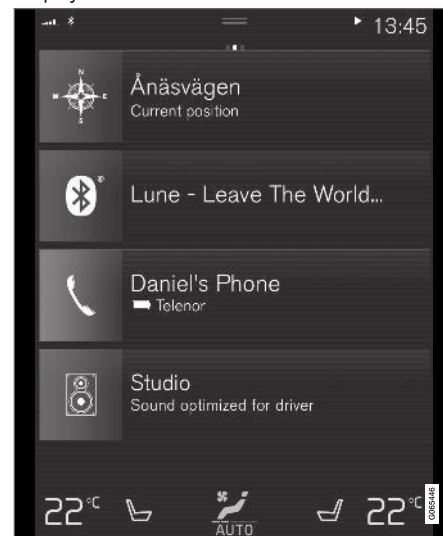 13:45
N
W E
S
Ånäsvägen
Current position
Lune - Leave The World...
Daniel's Phone
Telenor
Studio
Sound optimized for driver
22°C
AUTO
22°C
G065446